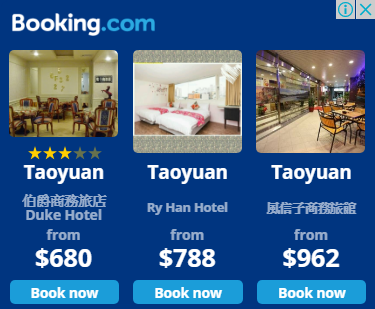 Booking.com
Taoyuan
伯爵商務旅店
Duke Hotel
from
$680
Book now
Taoyuan
Ry Han Hotel
from
$788
Book now
Taoyuan
風信子商務旅館
from
$962
Book now